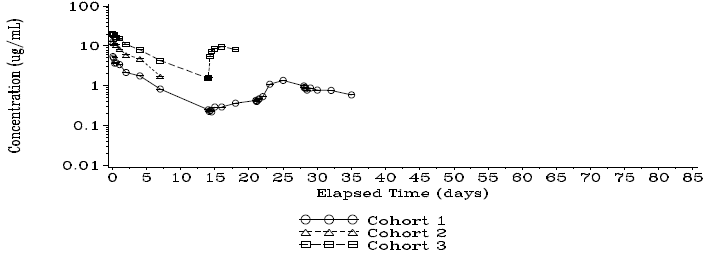 100
10
1
0.1
0.01
Concentration (ug/mL)
0 5 10 15 20 25 30 35 40 45 50 55 60 65 70 75 80 85
Elapsed Time (days)
Cohort 1
Cohort 2
Cohort 3